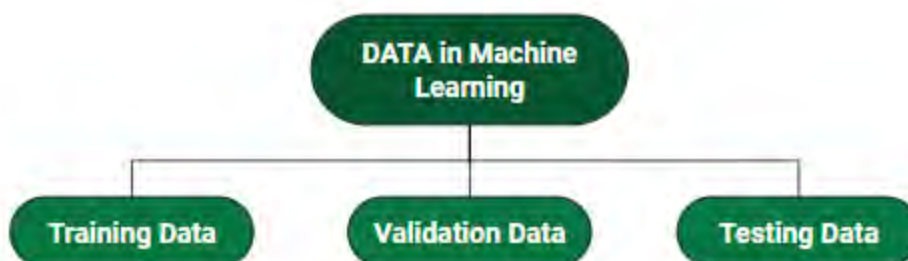 DATA in Machine
Learning
Training Data
Validation Data
Testing Data